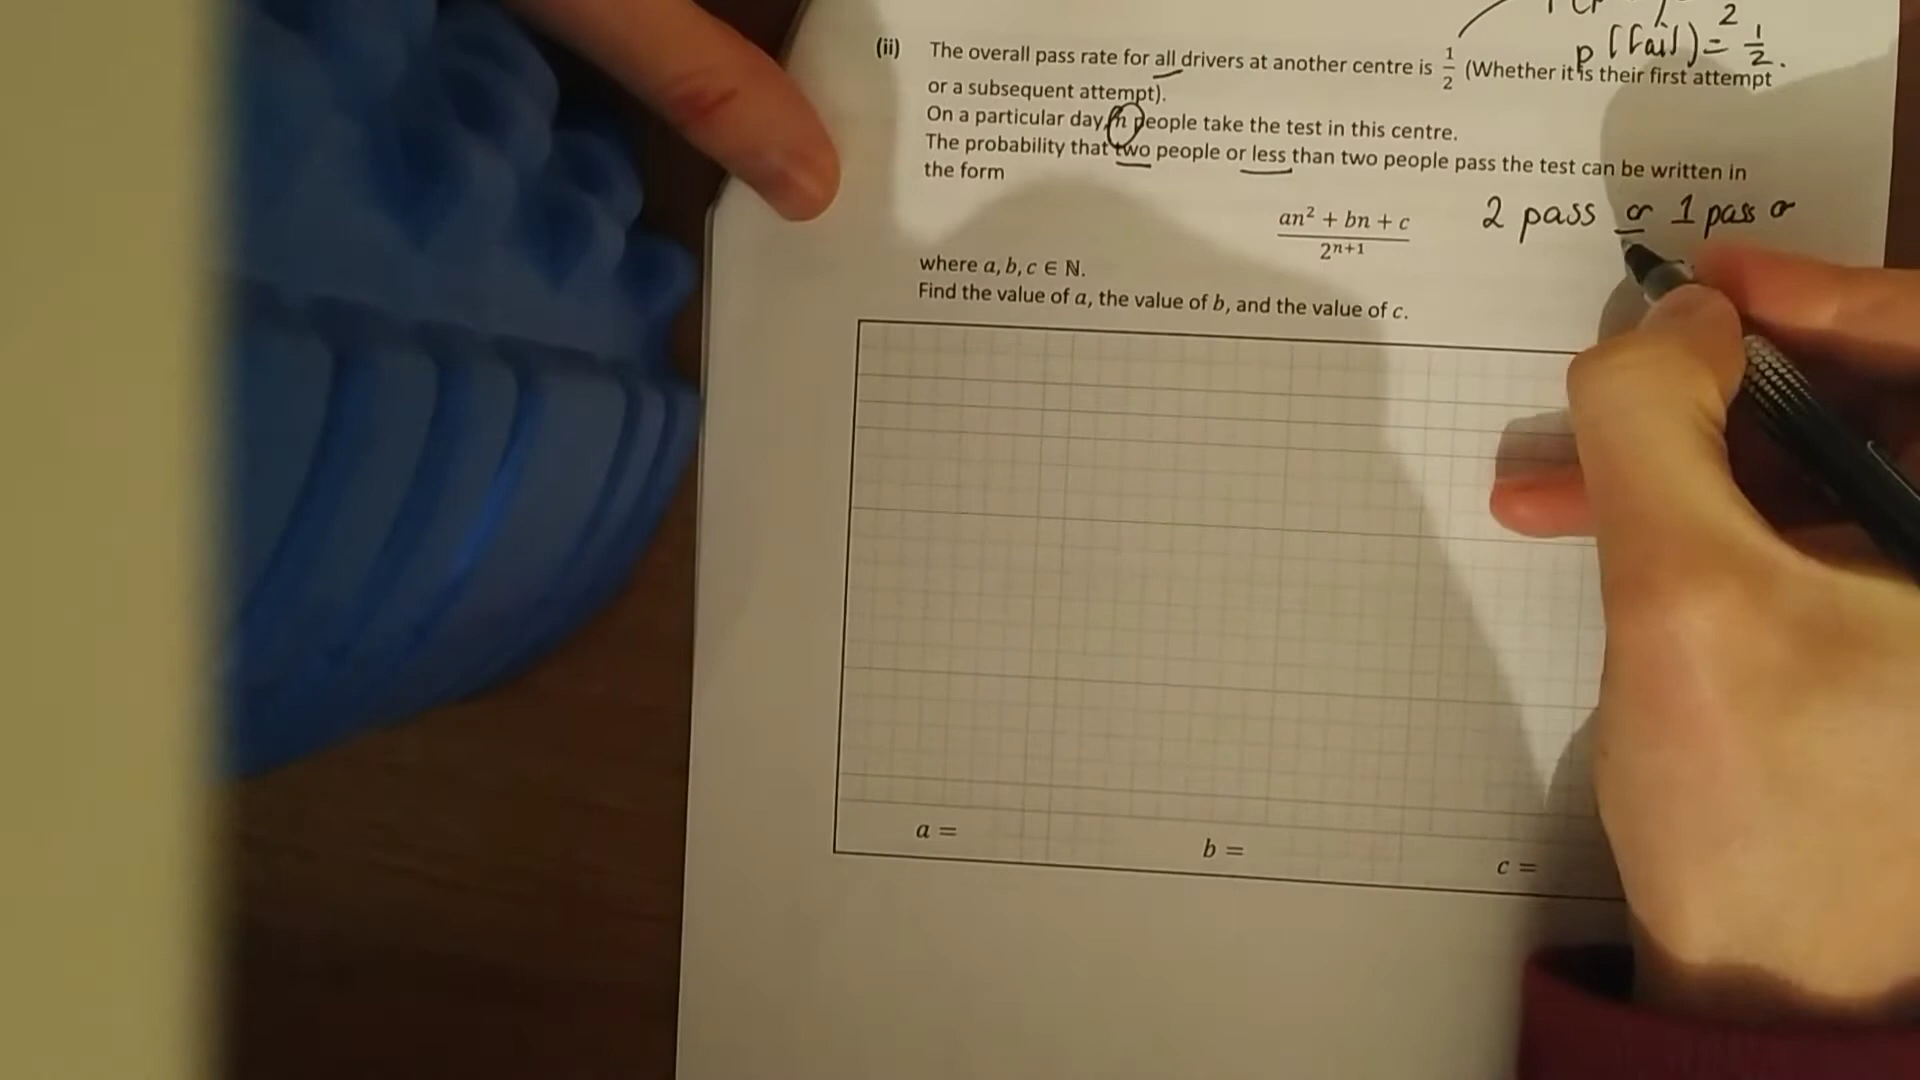 2
P(Fail) = 1/2.
(ii) The overall pass rate for all drivers at another centre is 1/2 (Whether it is their first attempt
or a subsequent attempt).
On a particular day, n people take the test in this centre.
The probability that two people or less than two people pass the test can be written in
the form
an² + bn + c
2ⁿ⁺¹
2 pass or 1 pass or
where a, b, c ∈ ℕ.
Find the value of a, the value of b, and the value of c.
a =
b =
c =